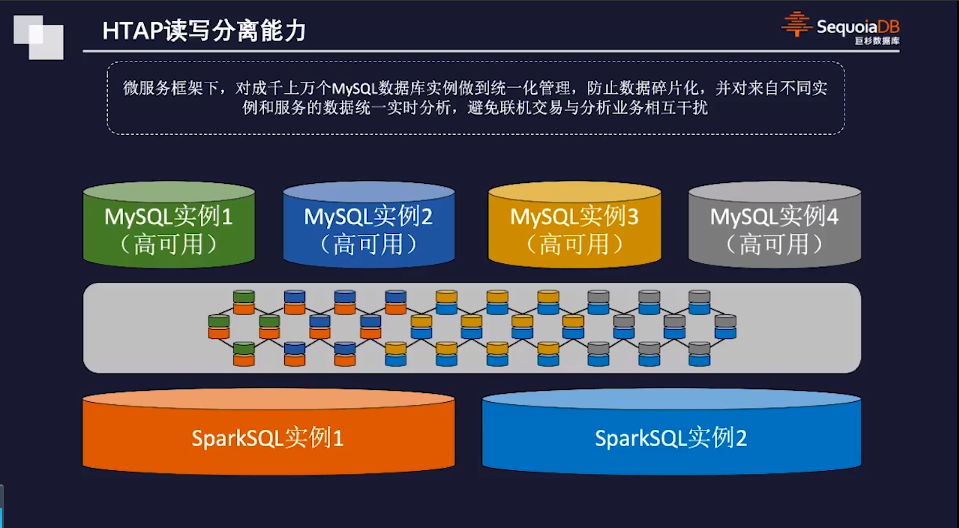 HTAP读写分离能力
SequoiaDB
巨杉数据库
微服务框架下，对成千上万个MySQL数据库实例做到统一化管理，防止数据碎片化，并对来自不同实
例和服务的数据统一实时分析，避免联机交易与分析业务相互干扰
MySQL实例1
（高可用）
MySQL实例2
（高可用）
MySQL实例3
（高可用）
MySQL实例4
（高可用）
SparkSQL实例1
SparkSQL实例2